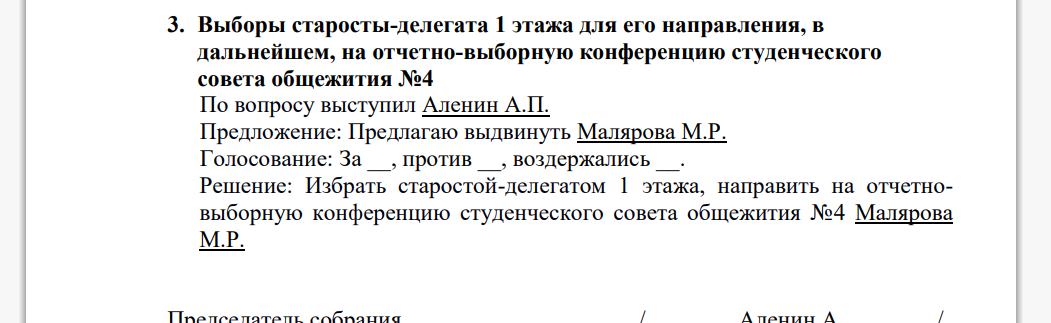 3. Выборы старосты-делегата 1 этажа для его направления, в
дальнейшем, на отчетно-выборную конференцию студенческого
совета общежития №4
По вопросу выступил Аленин А.П.
Предложение: Предлагаю выдвинуть Малярова М.Р.
Голосование: За __, против __, воздержались __.
Решение: Избрать старостой-делегатом 1 этажа, направить на отчетно-
выборную конференцию студенческого совета общежития №4 Малярова
М.Р.
Председатель собрания / Аленин А /